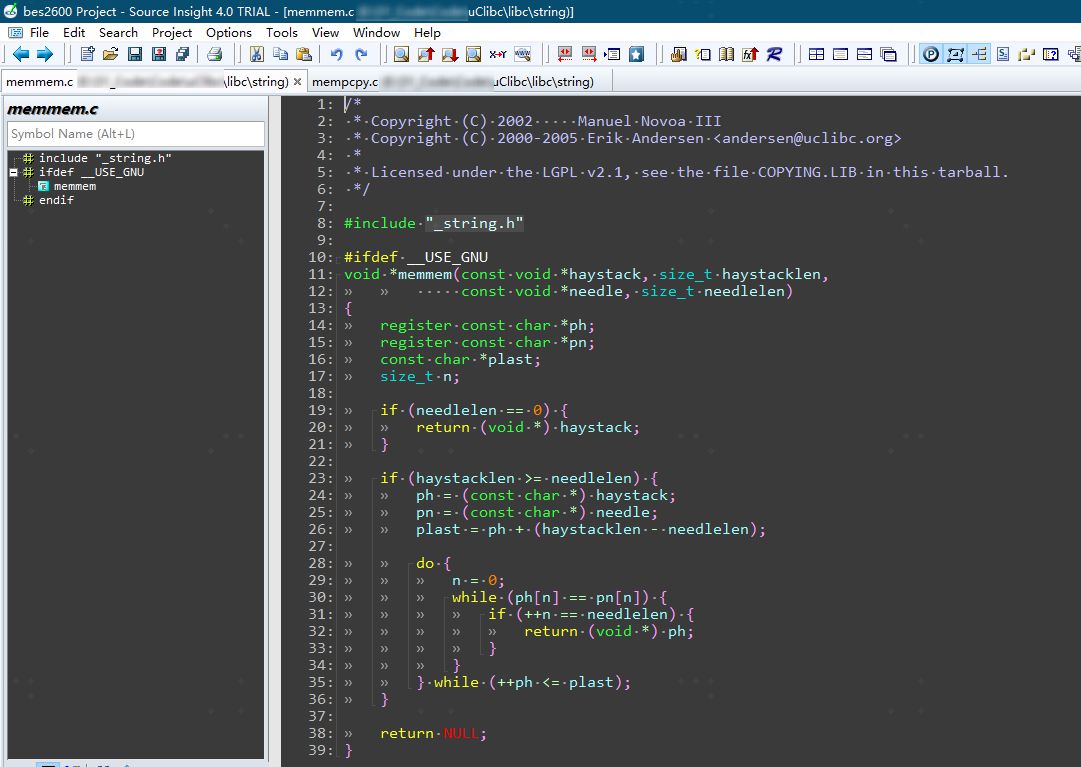 bes2600 Project - Source Insight 4.0 TRIAL - [memmem.c uClibc\libc\string)]
File Edit Search Project Options Tools View Window Help
memmem.c \libc\string) × mempcpy.c uClibc\libc\string)
memmem.c
Symbol Name (Alt+L)
# include "_string.h"
# ifdef __USE_GNU
memmem
# endif
1: /*
2:  * Copyright (C) 2002     Manuel Novoa III
3:  * Copyright (C) 2000-2005 Erik Andersen <andersen@uclibc.org>
4:  *
5:  * Licensed under the LGPL v2.1, see the file COPYING.LIB in this tarball.
6:  */
7:
8: #include "_string.h"
9:
10: #ifdef __USE_GNU
11: void *memmem(const void *haystack, size_t haystacklen,
12:              const void *needle, size_t needlelen)
13: {
14:     register const char *ph;
15:     register const char *pn;
16:     const char *plast;
17:     size_t n;
18:
19:     if (needlelen == 0) {
20:         return (void *) haystack;
21:     }
22:
23:     if (haystacklen >= needlelen) {
24:         ph = (const char *) haystack;
25:         pn = (const char *) needle;
26:         plast = ph + (haystacklen - needlelen);
27:
28:         do {
29:             n = 0;
30:             while (ph[n] == pn[n]) {
31:                 if (++n == needlelen) {
32:                     return (void *) ph;
33:                 }
34:             }
35:         } while (++ph <= plast);
36:     }
37:
38:     return NULL;
39: }